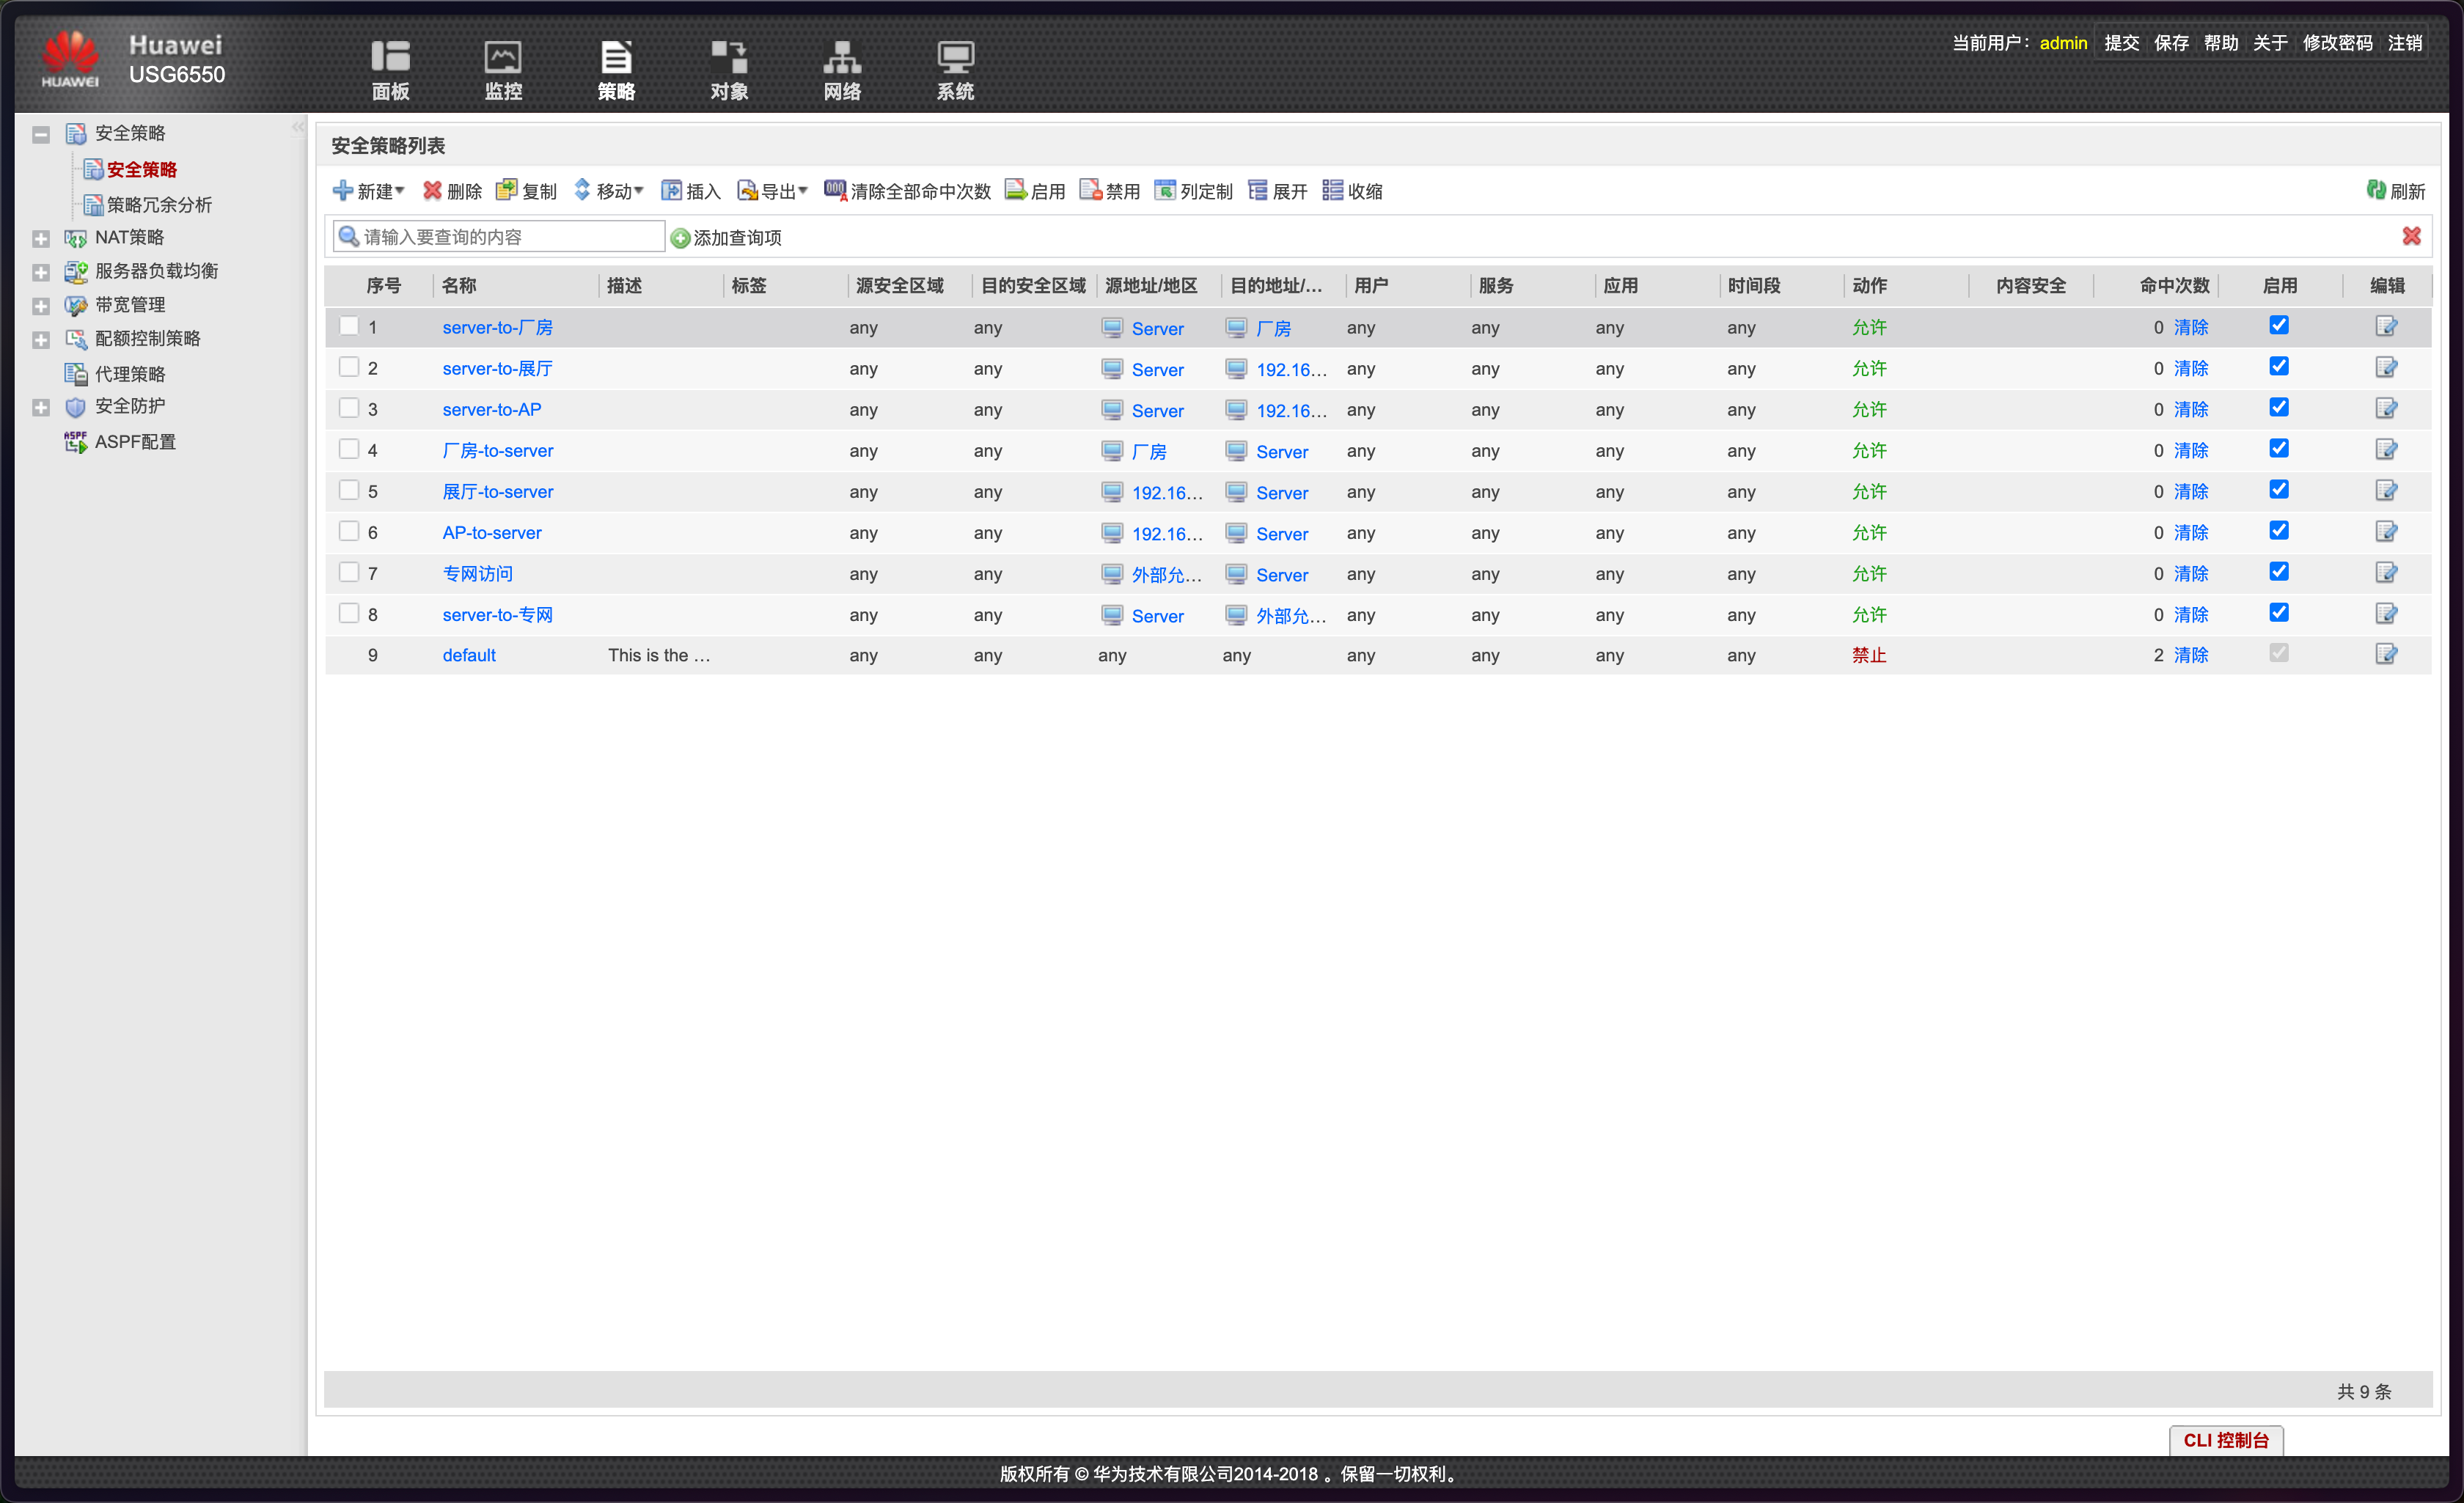 Huawei
USG6550
HUAWEI
面板 监控 策略 对象 网络 系统
当前用户： admin 提交 保存 帮助 关于 修改密码 注销
安全策略
安全策略
策略冗余分析
NAT策略
服务器负载均衡
带宽管理
配额控制策略
代理策略
安全防护
ASPF配置
安全策略列表
新建 删除 复制 移动 插入 导出 清除全部命中次数 启用 禁用 列定制 展开 收缩 刷新
请输入要查询的内容 添加查询项
序号 名称 描述 标签 源安全区域 目的安全区域 源地址/地区 目的地址/... 用户 服务 应用 时间段 动作 内容安全 命中次数 启用 编辑
1 server-to-厂房 any any Server 厂房 any any any any 允许 0 清除
2 server-to-展厅 any any Server 192.16... any any any any 允许 0 清除
3 server-to-AP any any Server 192.16... any any any any 允许 0 清除
4 厂房-to-server any any 厂房 Server any any any any 允许 0 清除
5 展厅-to-server any any 192.16... Server any any any any 允许 0 清除
6 AP-to-server any any 192.16... Server any any any any 允许 0 清除
7 专网访问 any any 外部允... Server any any any any 允许 0 清除
8 server-to-专网 any any Server 外部允... any any any any 允许 0 清除
9 default This is the ... any any any any any any any any 禁止 2 清除
共 9 条
CLI 控制台
版权所有 © 华为技术有限公司2014-2018 。保留一切权利。